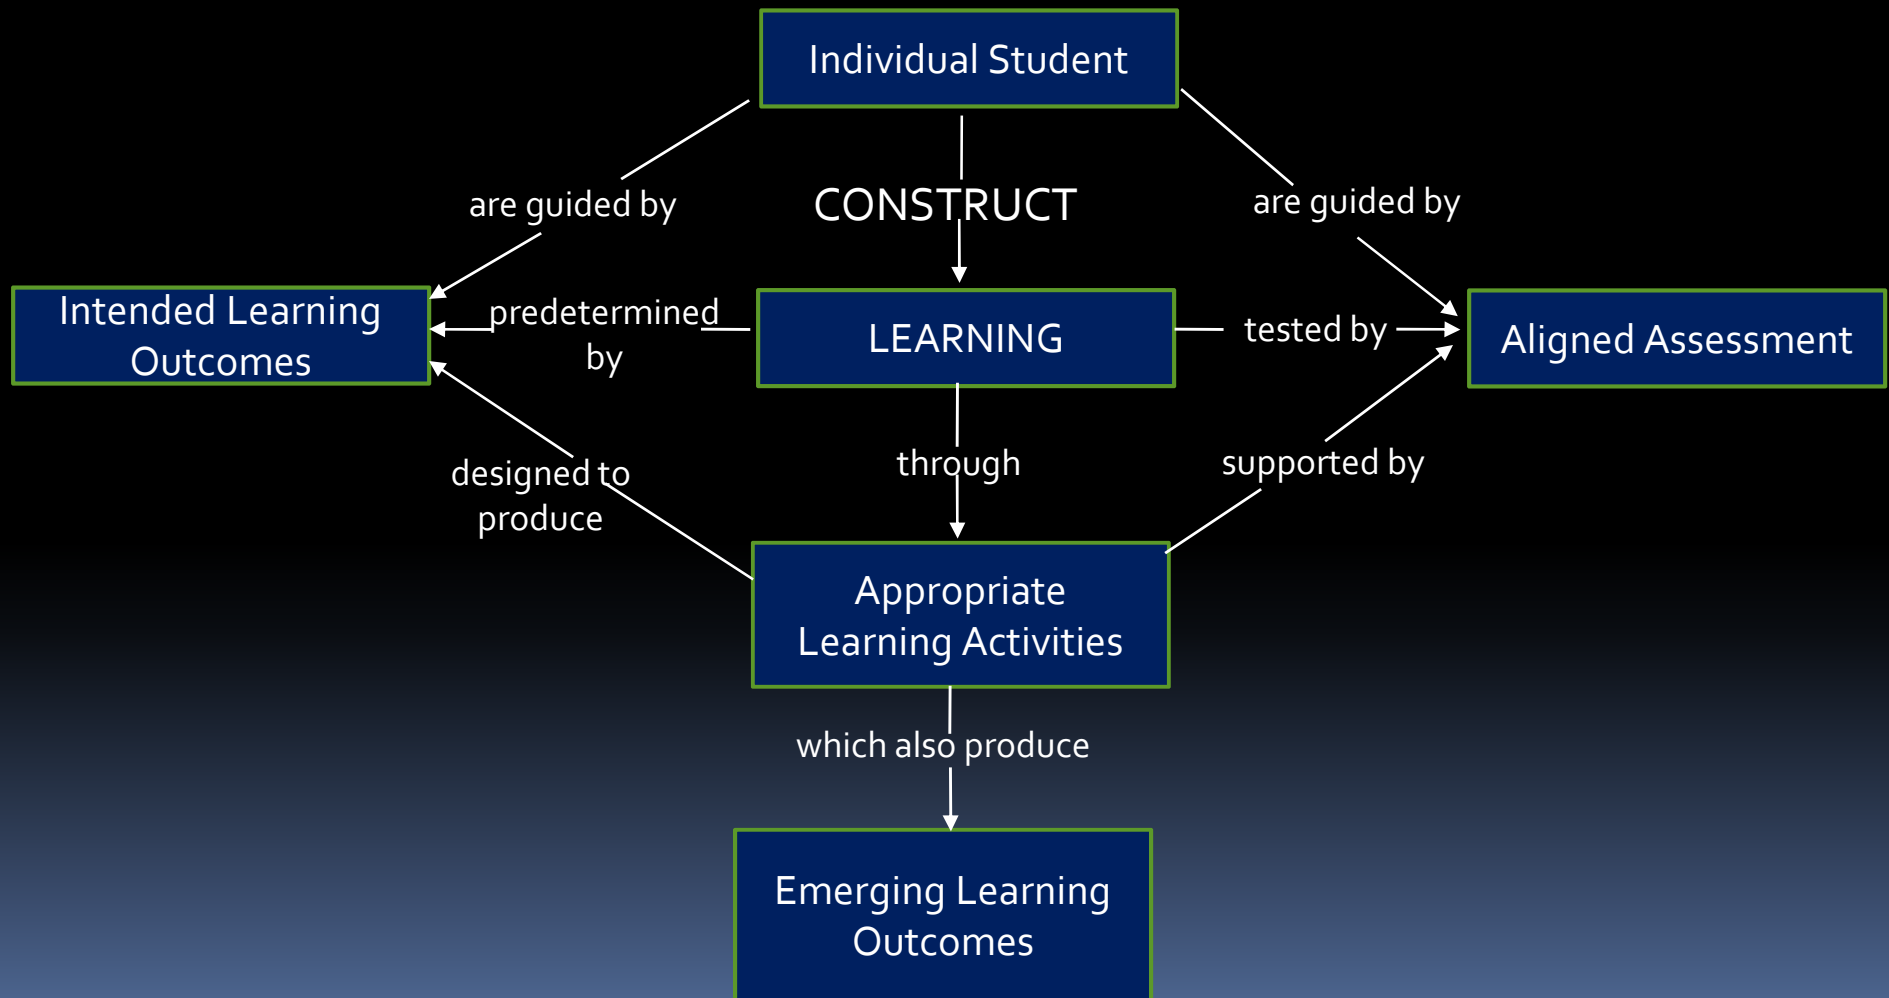 Individual Student
are guided by
CONSTRUCT
are guided by
Intended Learning
Outcomes
predetermined
by
LEARNING
tested by
Aligned Assessment
designed to
produce
through
supported by
Appropriate
Learning Activities
which also produce
Emerging Learning
Outcomes